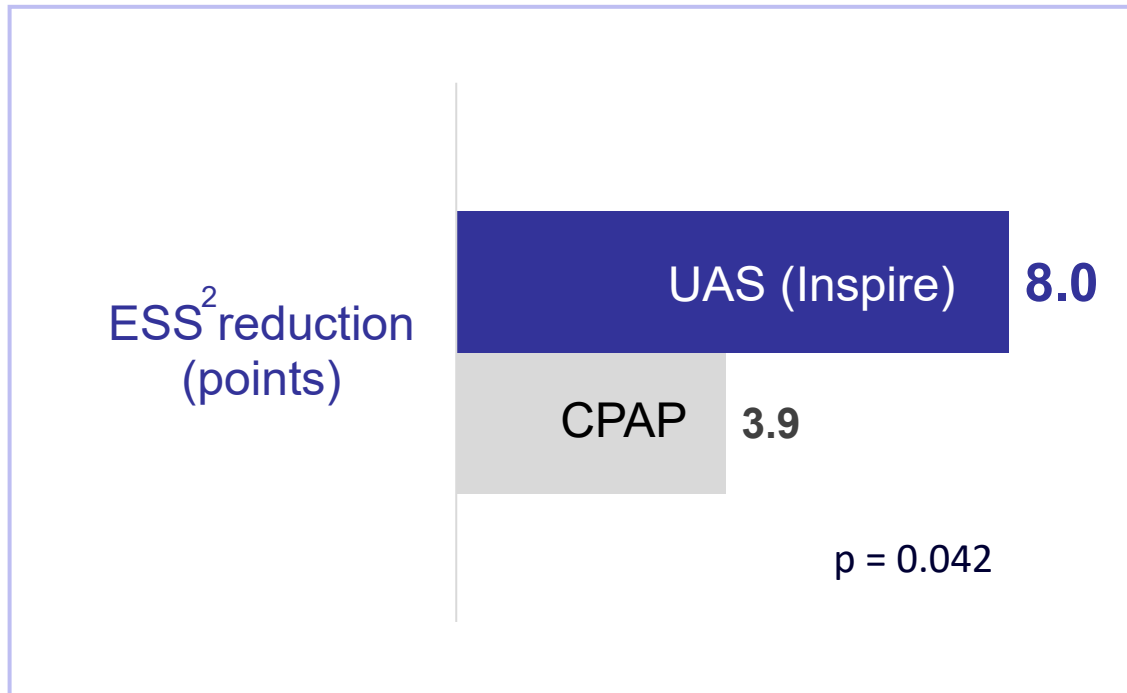 UAS (Inspire) 8.0
ESS² reduction
(points)
CPAP 3.9
p = 0.042